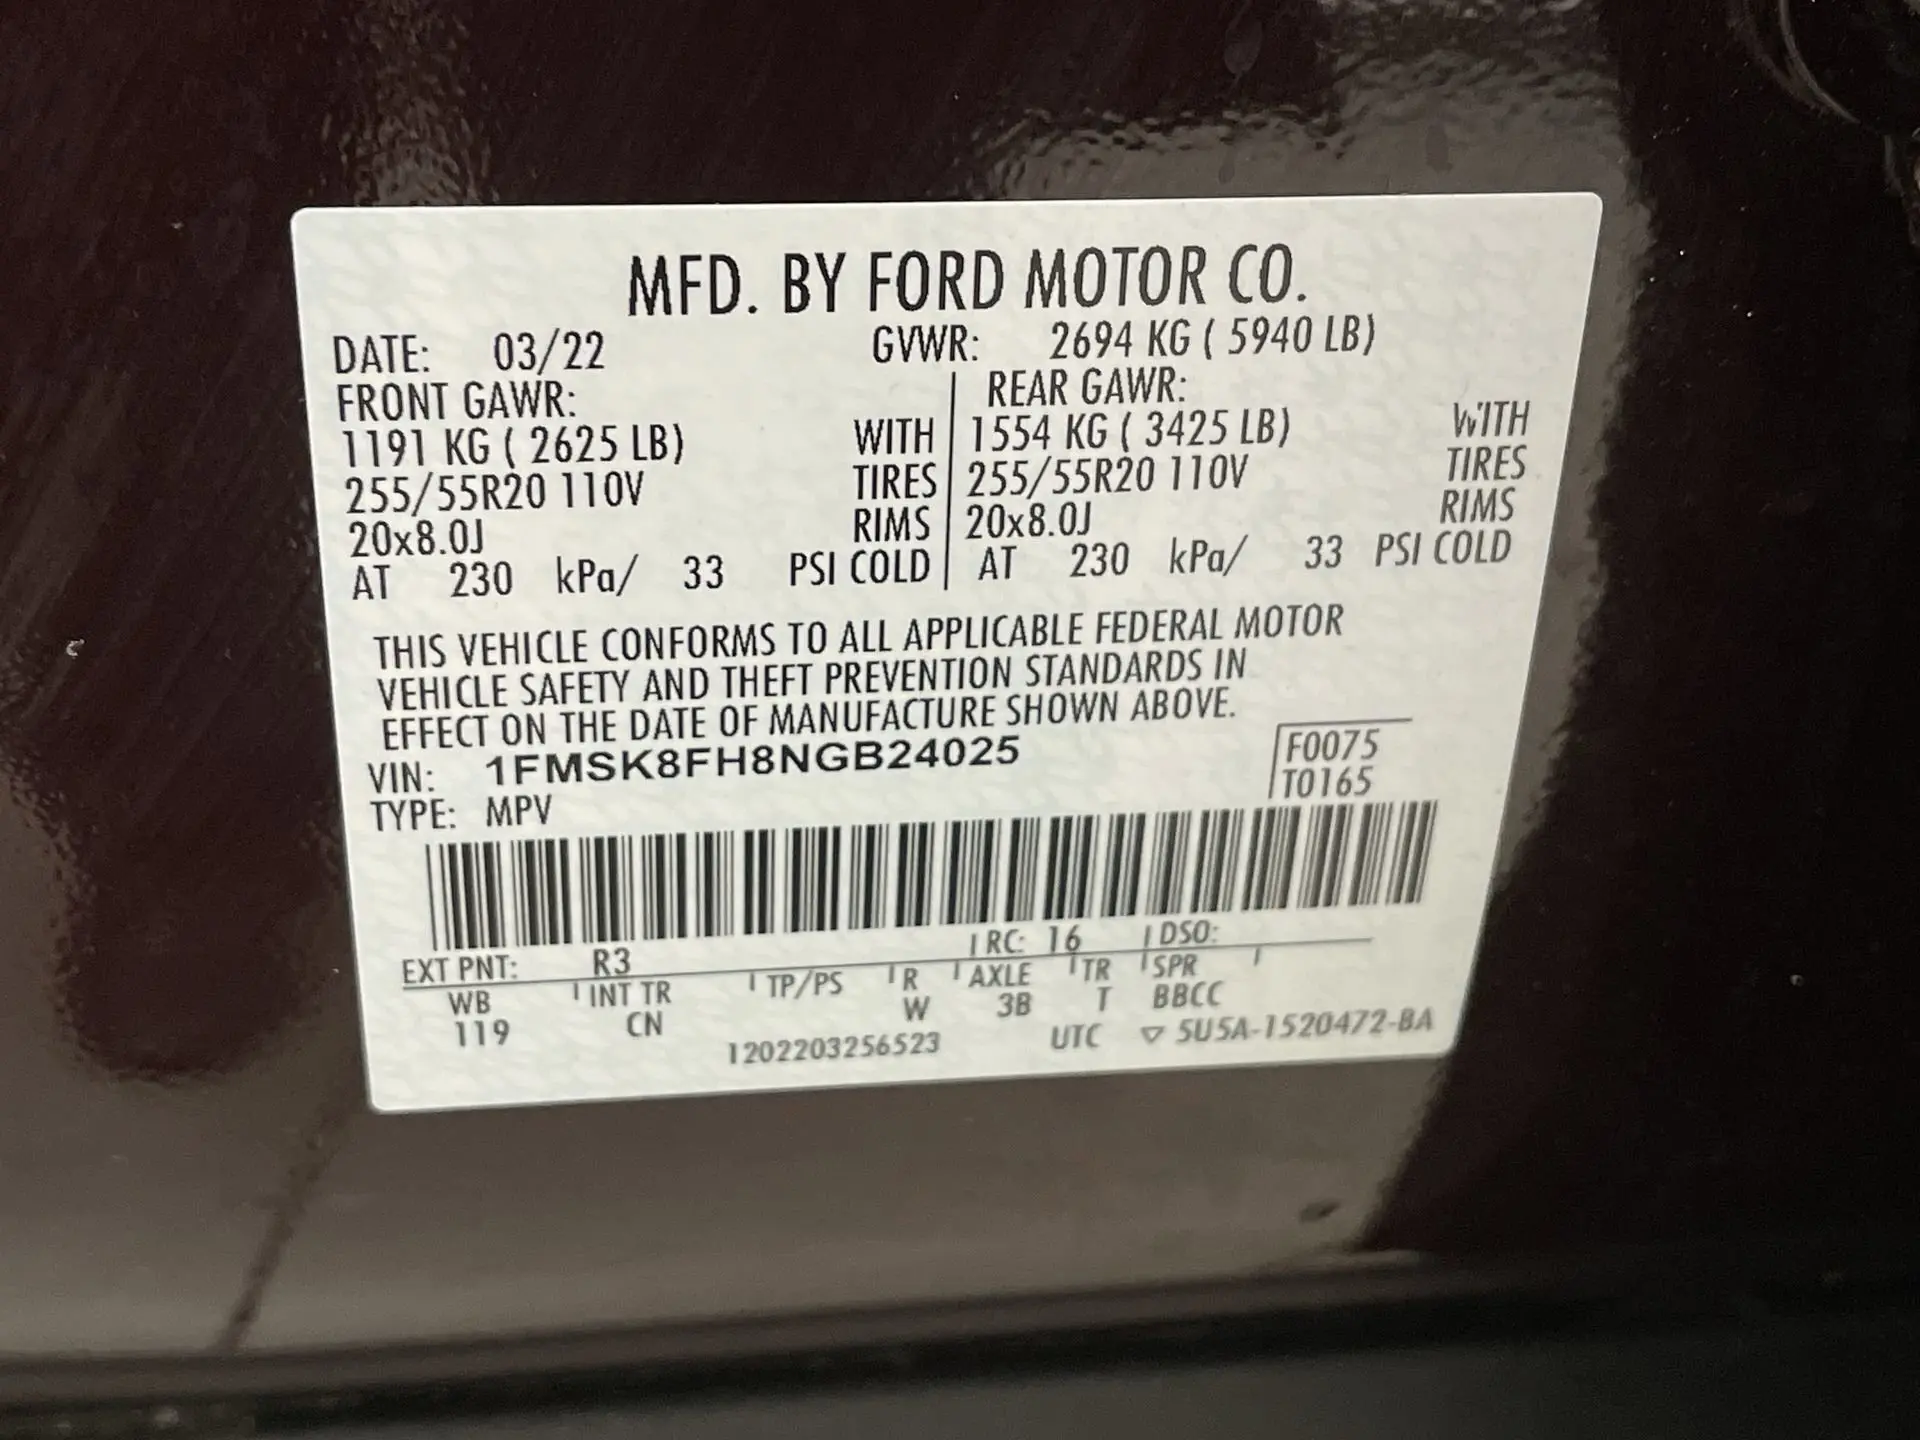 MFD. BY FORD MOTOR CO.
DATE: 03/22 GVWR: 2694 KG ( 5940 LB)
FRONT GAWR: REAR GAWR:
1191 KG ( 2625 LB) WITH 1554 KG ( 3425 LB) WITH
255/55R20 110V TIRES 255/55R20 110V TIRES
20x8.0J RIMS 20x8.0J RIMS
AT 230 kPa/ 33 PSI COLD AT 230 kPa/ 33 PSI COLD
THIS VEHICLE CONFORMS TO ALL APPLICABLE FEDERAL MOTOR
VEHICLE SAFETY AND THEFT PREVENTION STANDARDS IN
EFFECT ON THE DATE OF MANUFACTURE SHOWN ABOVE.
VIN: 1FMSK8FH8NGB24025 F0075
TYPE: MPV T0165
EXT PNT: R3 RC: 16 DSO:
WB INT TR TP/PS R AXLE TR SPR
119 CN W 3B T BBCC
1202203256523 UTC ▽ 5U5A-1520472-BA